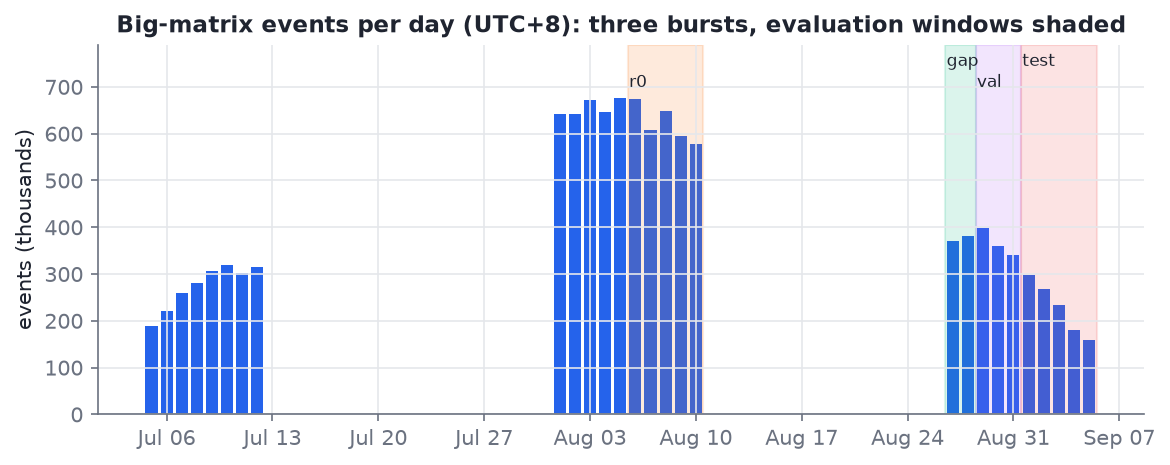 Big-matrix events per day (UTC+8): three bursts, evaluation windows shaded
gap
test
r0
val
events (thousands)
700
600
500
400
300
200
100
0
Jul 06
Jul 13
Jul 20
Jul 27
Aug 03
Aug 10
Aug 17
Aug 24
Aug 31
Sep 07